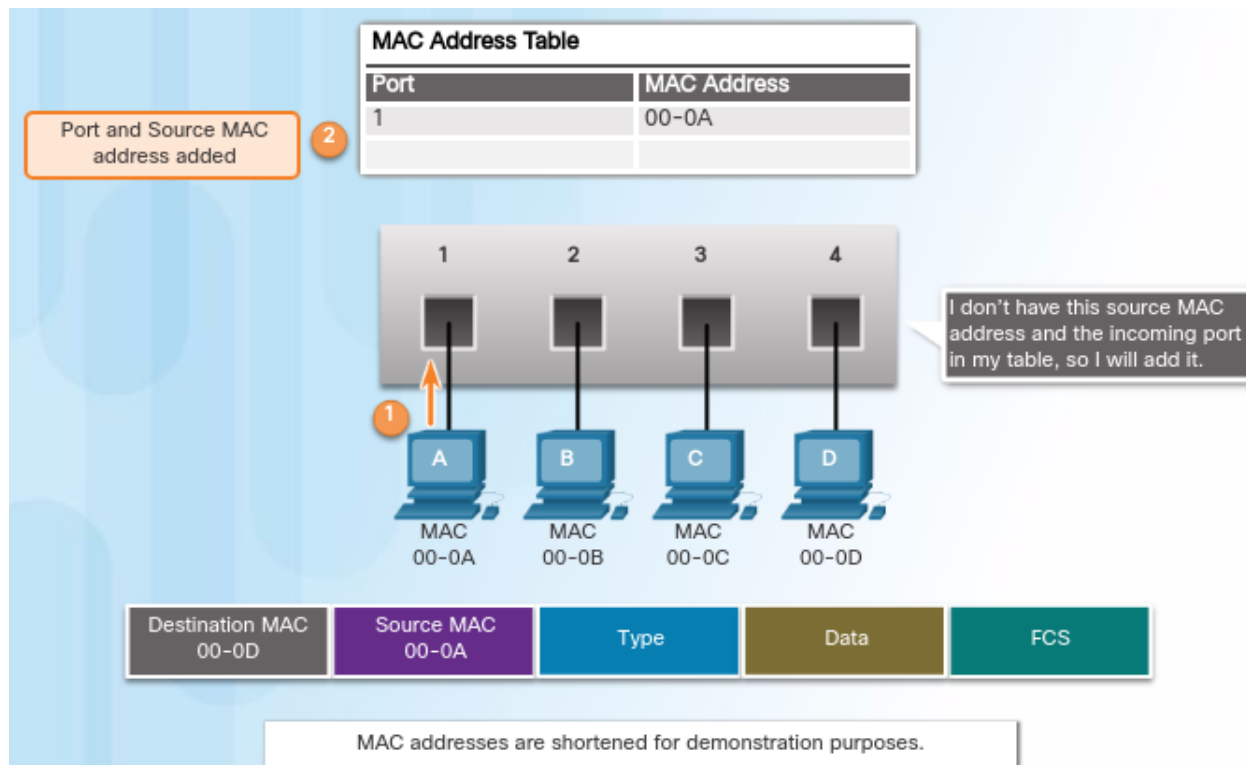 MAC Address Table
Port MAC Address
1 00-0A
Port and Source MAC
address added
2
1 2 3 4
I don't have this source MAC
address and the incoming port
in my table, so I will add it.
1
A B C D
MAC MAC MAC MAC
00-0A 00-0B 00-0C 00-0D
Destination MAC
00-0D
Source MAC
00-0A
Type
Data
FCS
MAC addresses are shortened for demonstration purposes.